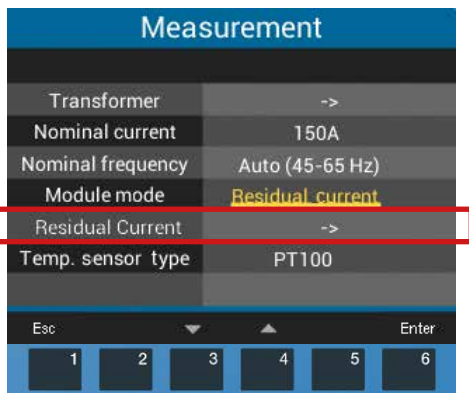 Measurement
Transformer ->
Nominal current 150A
Nominal frequency Auto (45-65 Hz)
Module mode Residual current
Residual Current ->
Temp. sensor type PT100
Esc Enter
1 2 3 4 5 6